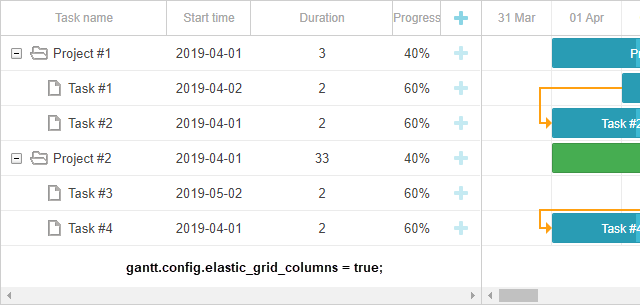 Task name Start time Duration Progress 31 Mar 01 Apr
Project #1 2019-04-01 3 40%
Task #1 2019-04-02 2 60%
Task #2 2019-04-01 2 60% Task #2
Project #2 2019-04-01 33 40%
Task #3 2019-05-02 2 60%
Task #4 2019-04-01 2 60% Task #4
gantt.config.elastic_grid_columns = true;